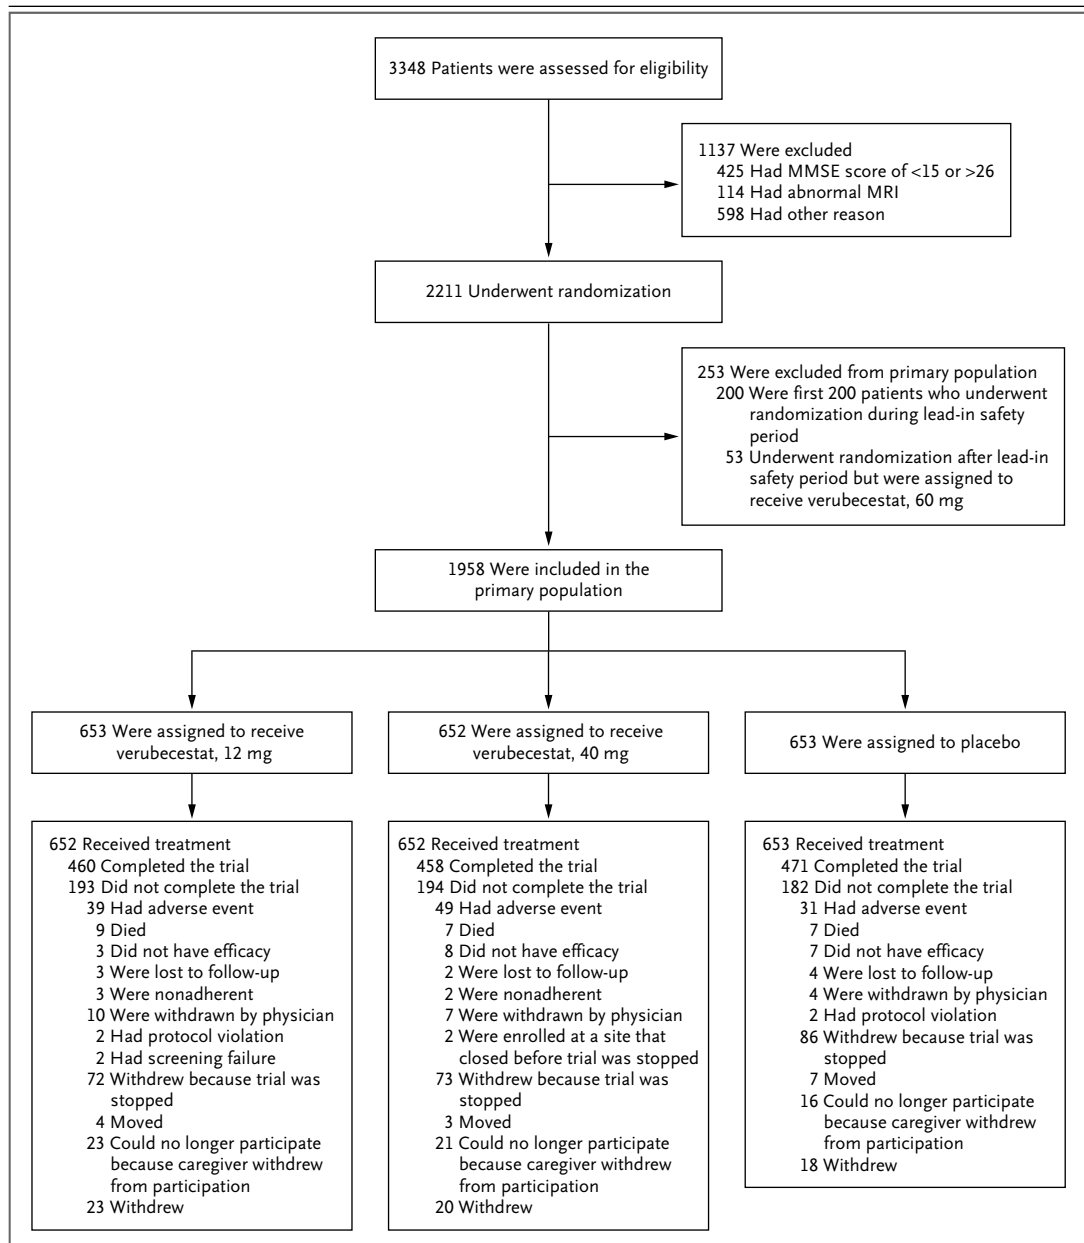 3348 Patients were assessed for eligibility
1137 Were excluded
425 Had MMSE score of <15 or >26
114 Had abnormal MRI
598 Had other reason
2211 Underwent randomization
253 Were excluded from primary population
200 Were first 200 patients who underwent
randomization during lead-in safety
period
53 Underwent randomization after lead-in
safety period but were assigned to
receive verubecestat, 60 mg
1958 Were included in the
primary population
653 Were assigned to receive
verubecestat, 12 mg
652 Were assigned to receive
verubecestat, 40 mg
653 Were assigned to placebo
652 Received treatment
460 Completed the trial
193 Did not complete the trial
39 Had adverse event
9 Died
3 Did not have efficacy
3 Were lost to follow-up
3 Were nonadherent
10 Were withdrawn by physician
2 Had protocol violation
2 Had screening failure
72 Withdrew because trial was
stopped
4 Moved
23 Could no longer participate
because caregiver withdrew
from participation
23 Withdrew
652 Received treatment
458 Completed the trial
194 Did not complete the trial
49 Had adverse event
7 Died
8 Did not have efficacy
2 Were lost to follow-up
2 Were nonadherent
7 Were withdrawn by physician
2 Were enrolled at a site that
closed before trial was stopped
73 Withdrew because trial was
stopped
3 Moved
21 Could no longer participate
because caregiver withdrew
from participation
20 Withdrew
653 Received treatment
471 Completed the trial
182 Did not complete the trial
31 Had adverse event
7 Died
7 Did not have efficacy
4 Were lost to follow-up
4 Were withdrawn by physician
2 Had protocol violation
86 Withdrew because trial was
stopped
7 Moved
16 Could no longer participate
because caregiver withdrew
from participation
18 Withdrew